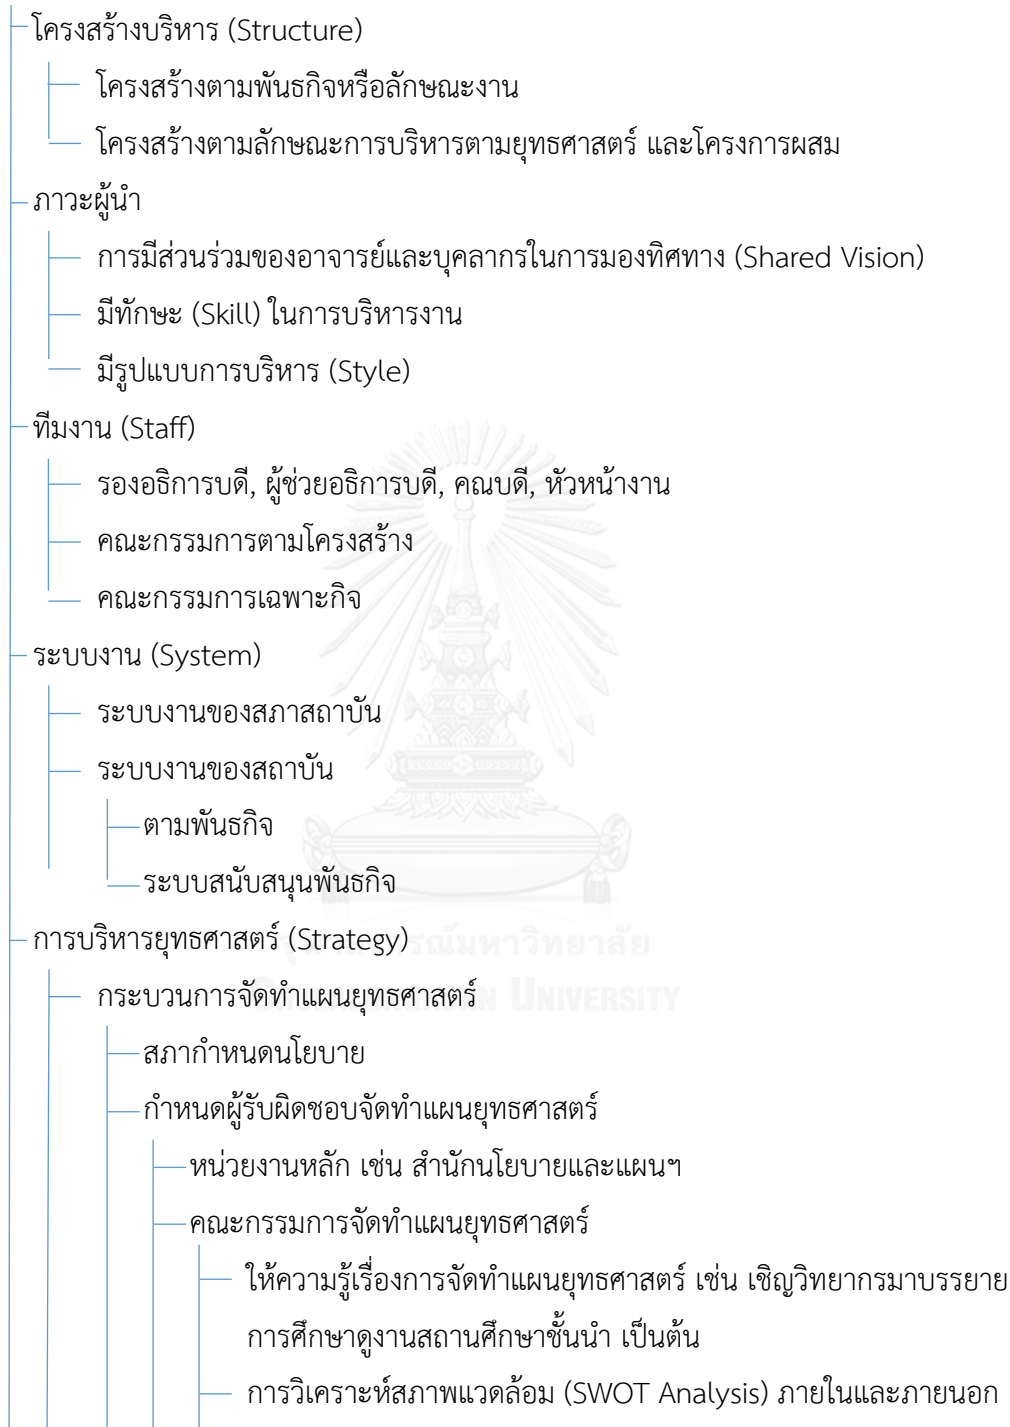 โครงสร้างบริหาร (Structure)
โครงสร้างตามพันธกิจหรือลักษณะงาน
โครงสร้างตามลักษณะการบริหารตามยุทธศาสตร์ และโครงการผสม
ภาวะผู้นำ
การมีส่วนร่วมของอาจารย์และบุคลากรในการมองทิศทาง (Shared Vision)
มีทักษะ (Skill) ในการบริหารงาน
มีรูปแบบการบริหาร (Style)
ทีมงาน (Staff)
รองอธิการบดี, ผู้ช่วยอธิการบดี, คณบดี, หัวหน้างาน
คณะกรรมการตามโครงสร้าง
คณะกรรมการเฉพาะกิจ
ระบบงาน (System)
ระบบงานของสภาสถาบัน
ระบบงานของสถาบัน
ตามพันธกิจ
ระบบสนับสนุนพันธกิจ
การบริหารยุทธศาสตร์ (Strategy)
กระบวนการจัดทำแผนยุทธศาสตร์
UNIVERSITY
สภากำหนดนโยบาย
กำหนดผู้รับผิดชอบจัดทำแผนยุทธศาสตร์
หน่วยงานหลัก เช่น สำนักนโยบายและแผนฯ
คณะกรรมการจัดทำแผนยุทธศาสตร์
ให้ความรู้เรื่องการจัดทำแผนยุทธศาสตร์ เช่น เชิญวิทยากรมาบรรยาย
การศึกษาดูงานสถานศึกษาชั้นนำ เป็นต้น
การวิเคราะห์สภาพแวดล้อม (SWOT Analysis) ภายในและภายนอก